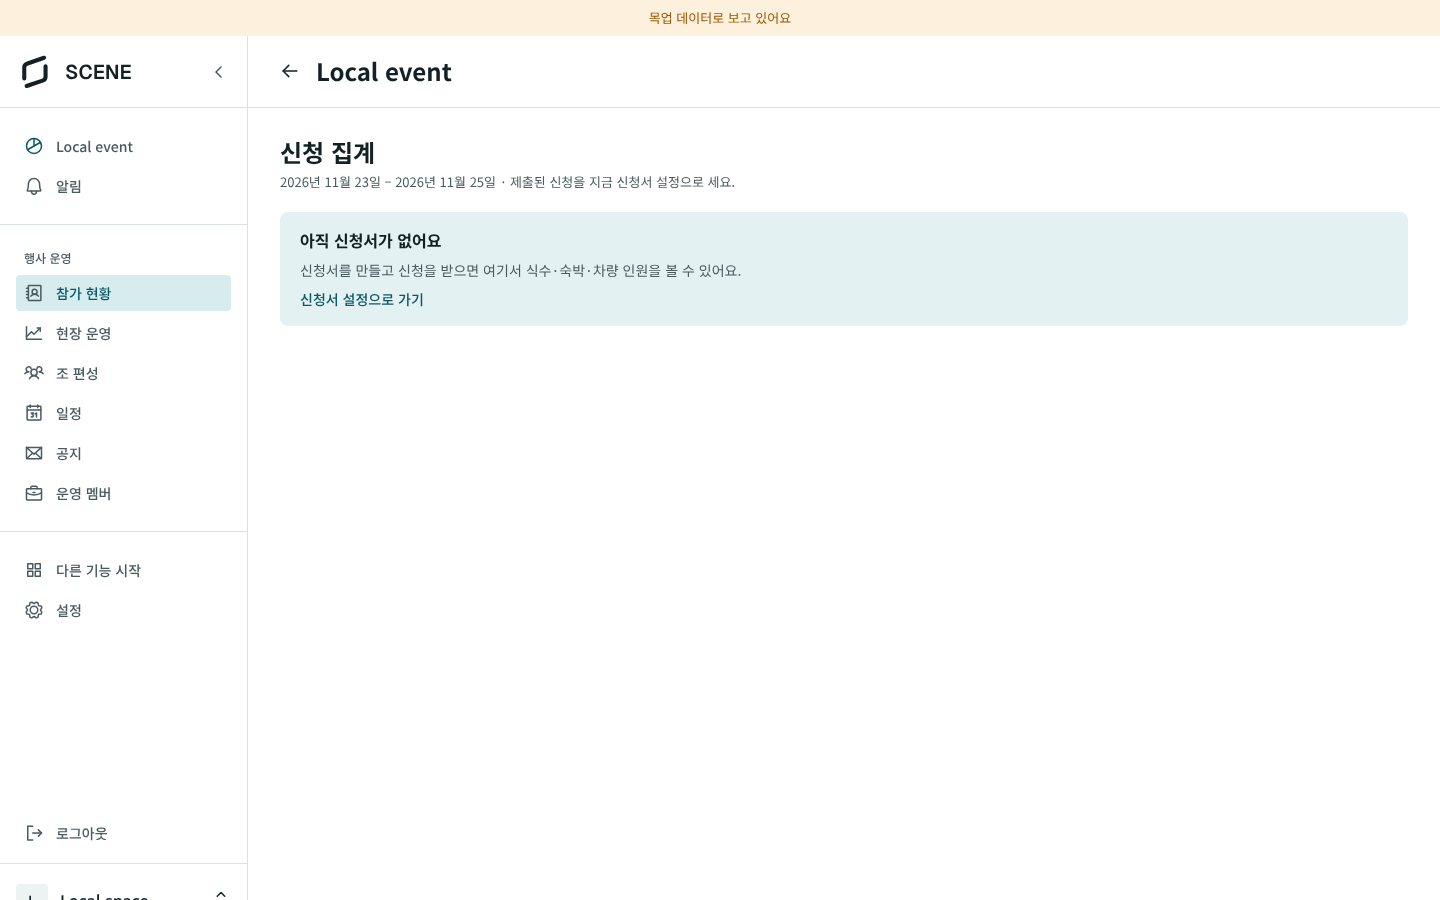 목업 데이터로 보고 있어요
SCENE
Local event
Local event
알림
행사 운영
참가 현황
현장 운영
조 편성
일정
공지
운영 멤버
다른 기능 시작
설정
로그아웃
Local space
신청 집계
2026년 11월 23일 – 2026년 11월 25일 · 제출된 신청을 지금 신청서 설정으로 세요.
아직 신청서가 없어요
신청서를 만들고 신청을 받으면 여기서 식수·숙박·차량 인원을 볼 수 있어요.
신청서 설정으로 가기